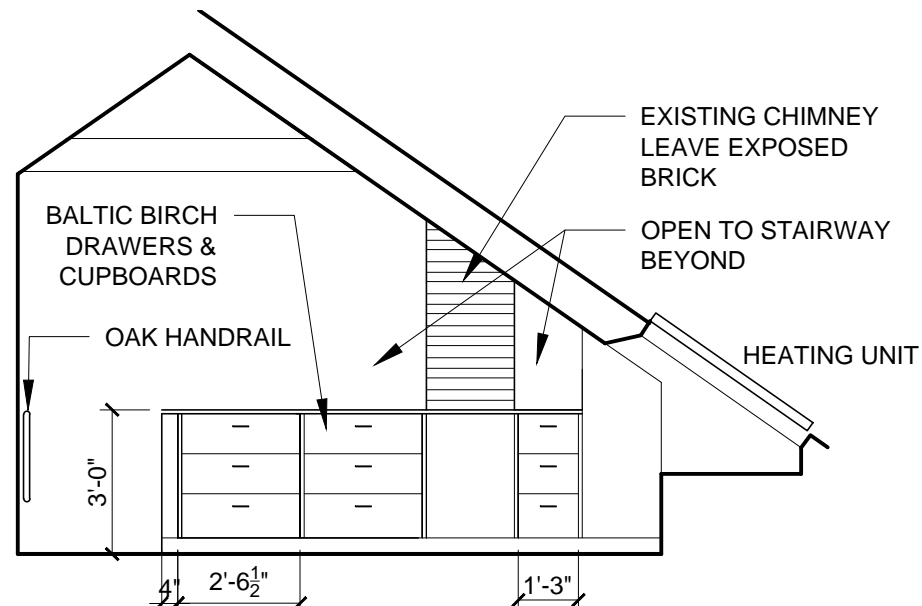 EXISTING CHIMNEY
LEAVE EXPOSED
BRICK
BALTIC BIRCH
DRAWERS &
CUPBOARDS
OPEN TO STAIRWAY
BEYOND
OAK HANDRAIL
HEATING UNIT
3'-0"
4"
2'-6½"
1'-3"